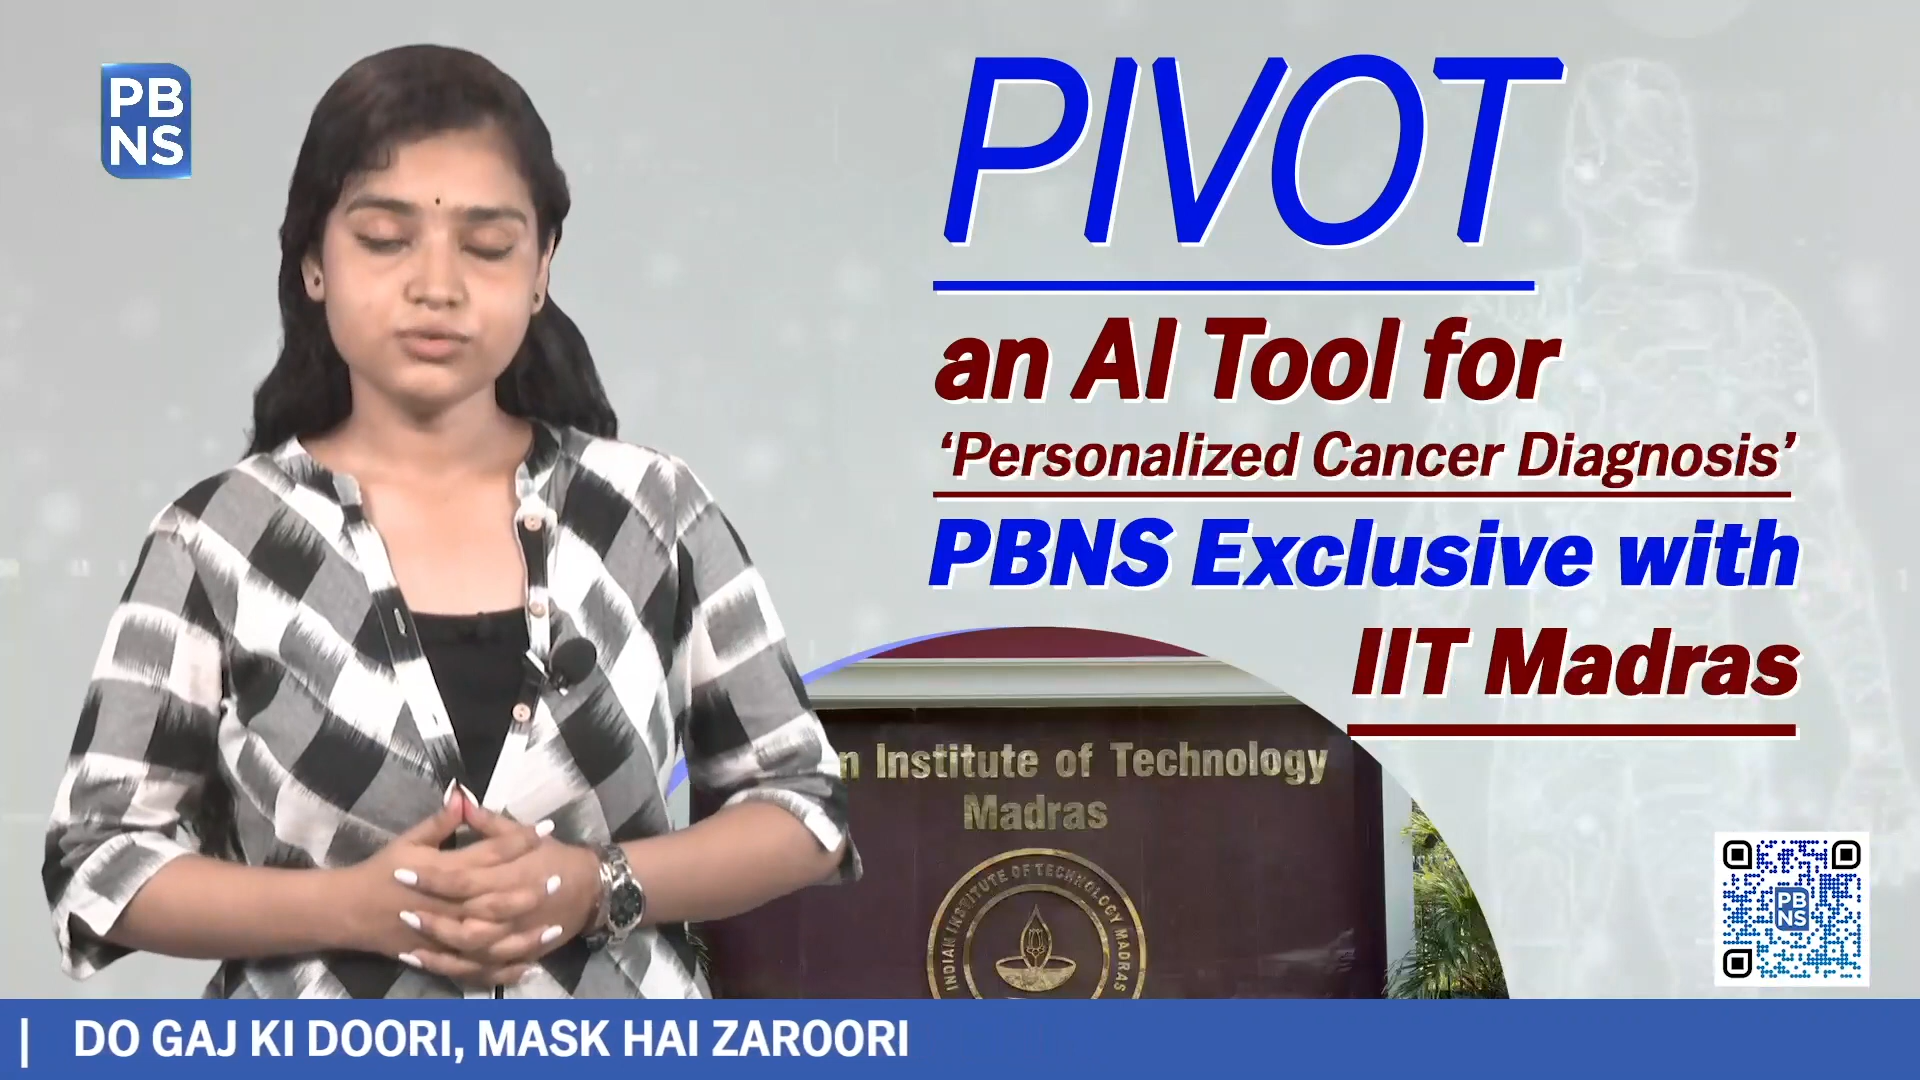 PB
NS
PIVOT
an AI Tool for
‘Personalized Cancer Diagnosis’
PBNS Exclusive with
IIT Madras
n Institute of Technology
Madras
INDIAN INSTITUTE OF TECHNOLOGY MADRAS
PB
NS
| DO GAJ KI DOORI, MASK HAI ZAROORI